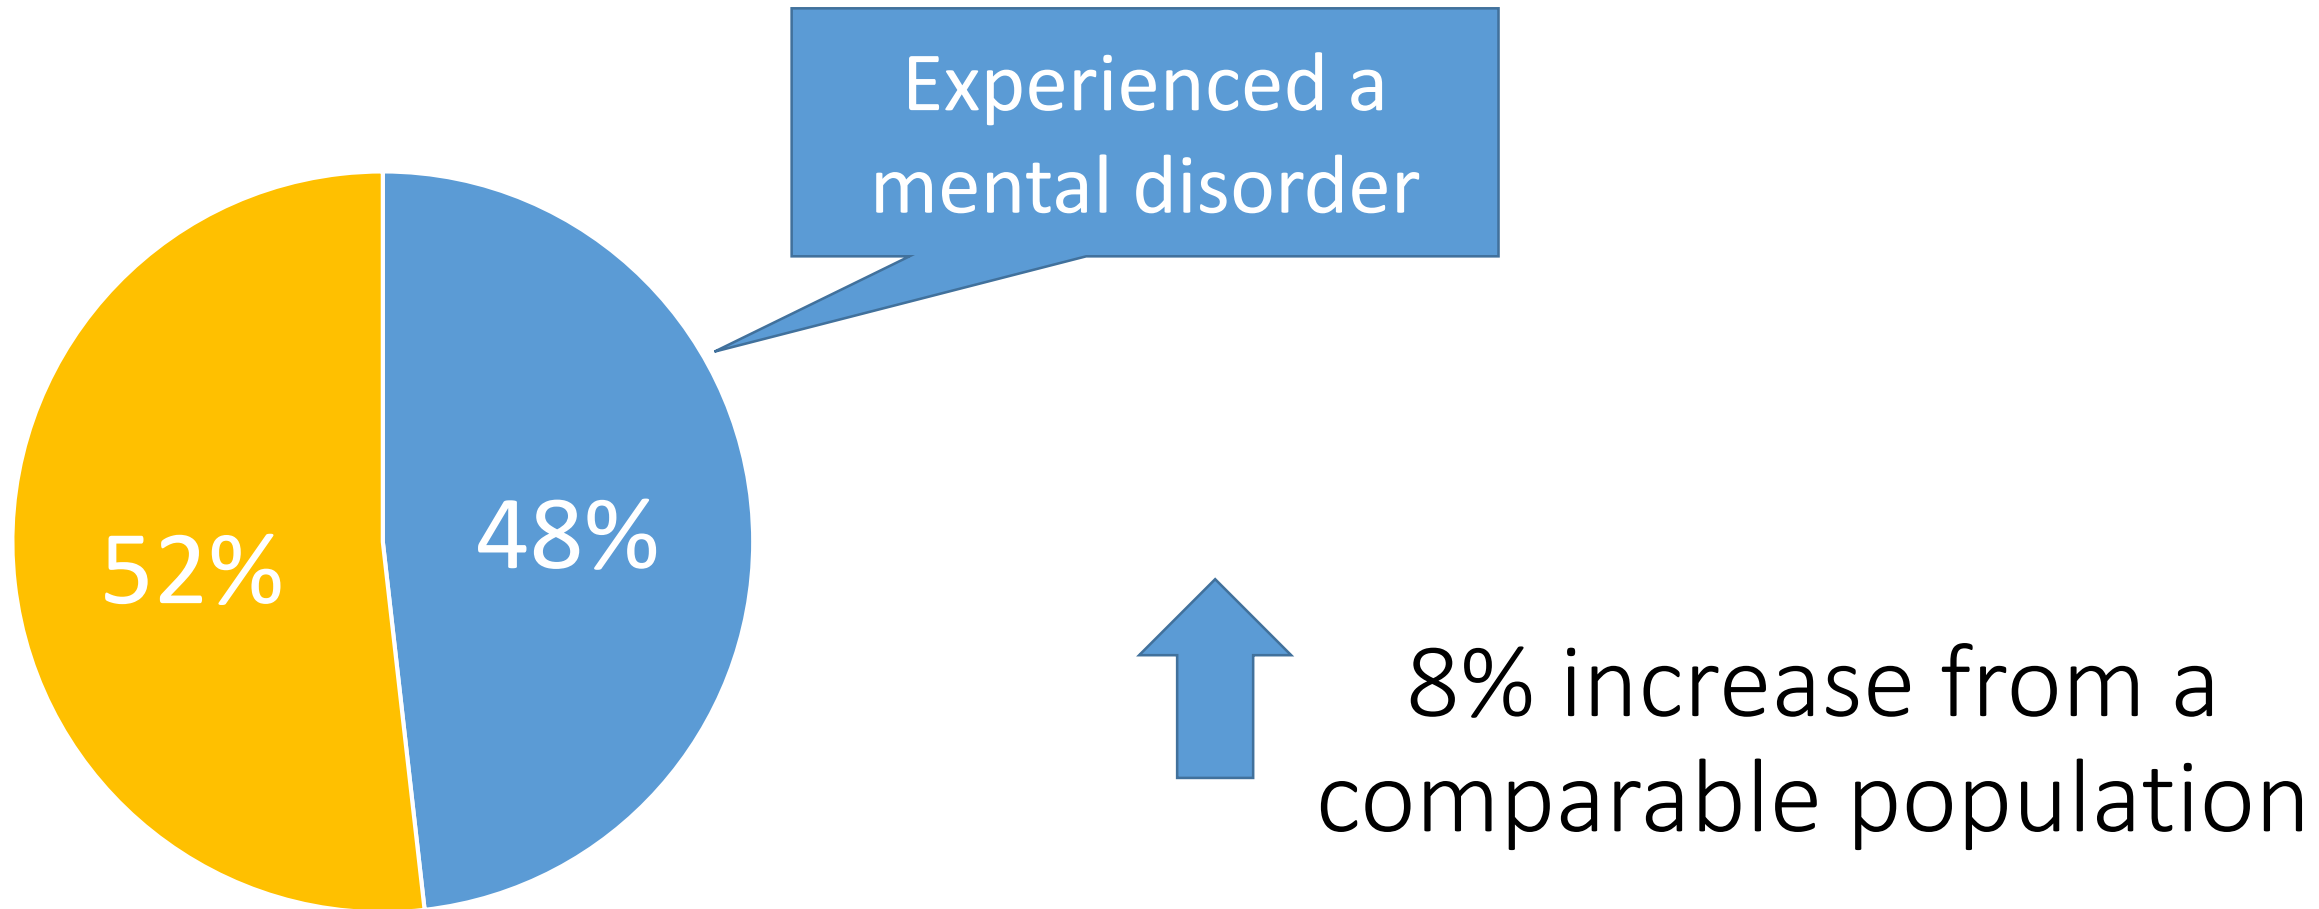 Experienced a
mental disorder
52%
48%
8% increase from a
comparable population